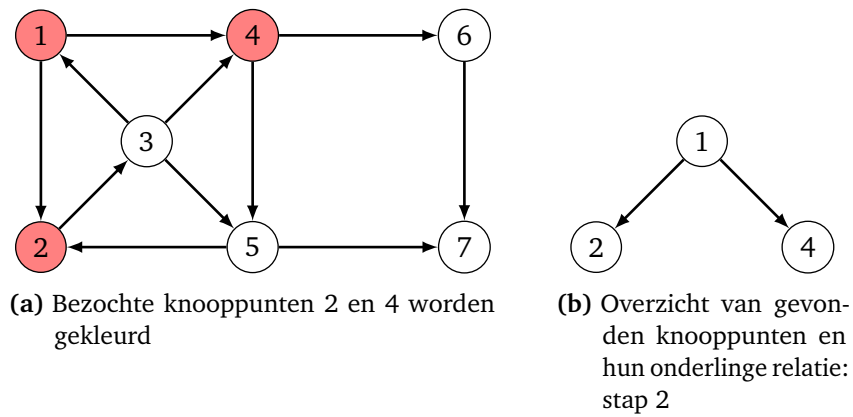 1 4 6
3
1
2 5 7
2 4
(a) Bezochte knooppunten 2 en 4 worden
gekleurd
(b) Overzicht van gevon-
den knooppunten en
hun onderlinge relatie:
stap 2